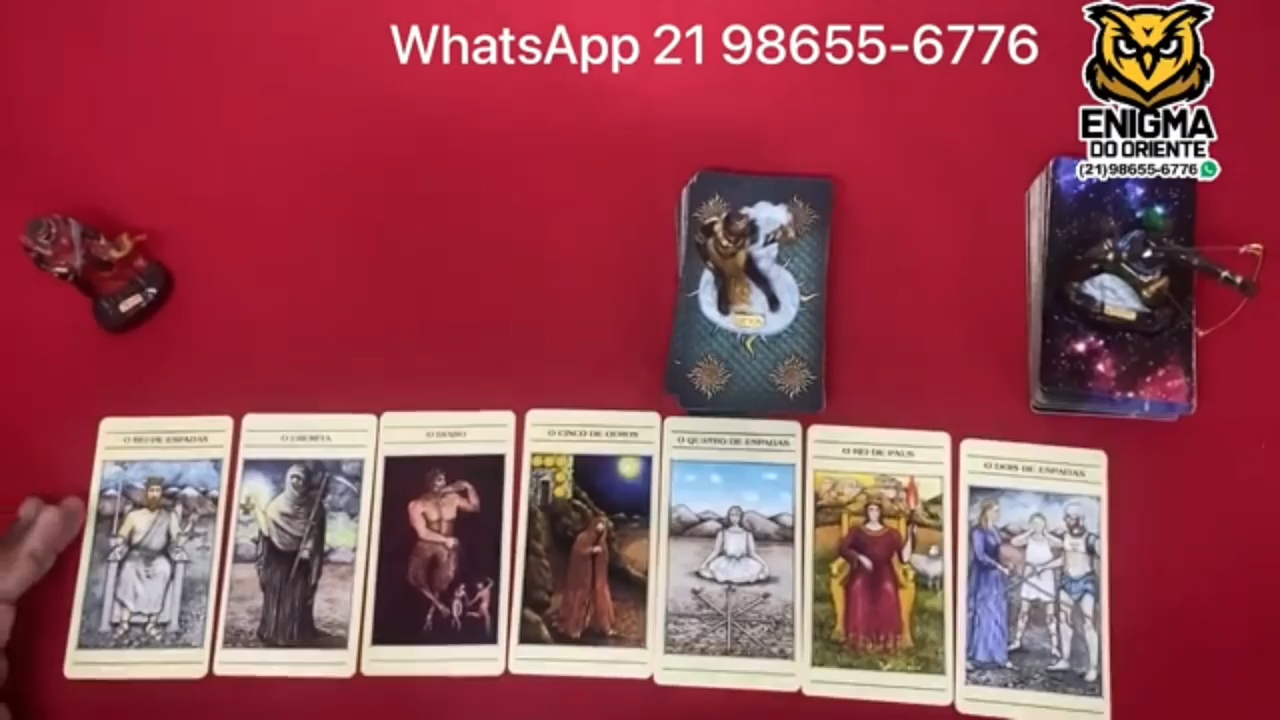 WhatsApp 21 98655-6776
ENIGMA
DO ORIENTE
(21)98655-6776
O REI DE ESPADAS
O EREMITA
O DIABO
O CINCO DE OUROS
O QUATRO DE ESPADAS
O REI DE PAUS
O DOIS DE ESPADAS